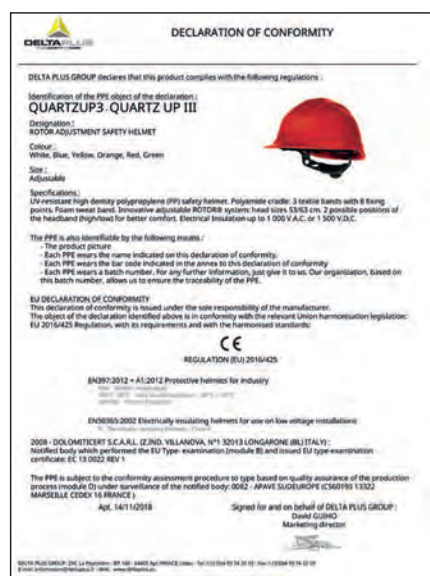 DELTAPLUS
DECLARATION OF CONFORMITY
DELTA PLUS GROUP declares that this product complies with the following regulations :
Identification of the PPE object of the declaration :
QUARTZUP3 - QUARTZ UP III
Designation :
ROTOR ADJUSTMENT SAFETY HELMET
Colour :
White, Blue, Yellow, Orange, Red, Green
Size :
Adjustable
Specifications :
UV-resistant high density polypropylene (PP) safety helmet. Polyamide cradle: 3 textile bands with 8 fixing
points. Foam sweat band. Innovative adjustable ROTOR® system: head sizes 53/63 cm. 2 possible positions of
the headband (high/low) for better comfort. Electrical Insulation up to 1 000 V.A.C. or 1 500 V.D.C.
The PPE is also identifiable by the following means :
- The product picture
- Each PPE wears the name indicated on this declaration of conformity.
- Each PPE wears the bar code indicated in the annex to this declaration of conformity
- Each PPE wears a batch number. For any further information, just give it to us. Our organization, based on
this batch number, allows us to ensure the traceability of the PPE.
EU DECLARATION OF CONFORMITY
This declaration of conformity is issued under the sole responsibility of the manufacturer.
The object of the declaration identified above is in conformity with the relevant Union harmonisation legislation:
EU 2016/425 Regulation, with its requirements and with the harmonised standards:
CE
REGULATION (EU) 2016/425
EN397:2012 + A1:2012 Protective helmets for industry
EN50365:2002 Electrically insulating helmets for use on low voltage installations
2008 - DOLOMITICERT S.C.A.R.L. (Z.IND. VILLANOVA, N°1 32013 LONGARONE (BL) ITALY) :
Notified body which performed the EU Type- examination (module B) and issued EU type-examination
certificate: EC 13 0022 REV 1
The PPE is subject to the conformity assessment procedure to type based on quality assurance of the production
process (module D) under surveillance of the notified body: 0082 - APAVE SUDEUROPE (CS60193 13322
MARSEILLE CEDEX 16 FRANCE )
Apt, 14/11/2018
Signed for and on behalf of DELTA PLUS GROUP :
David GUIHO
Marketing director